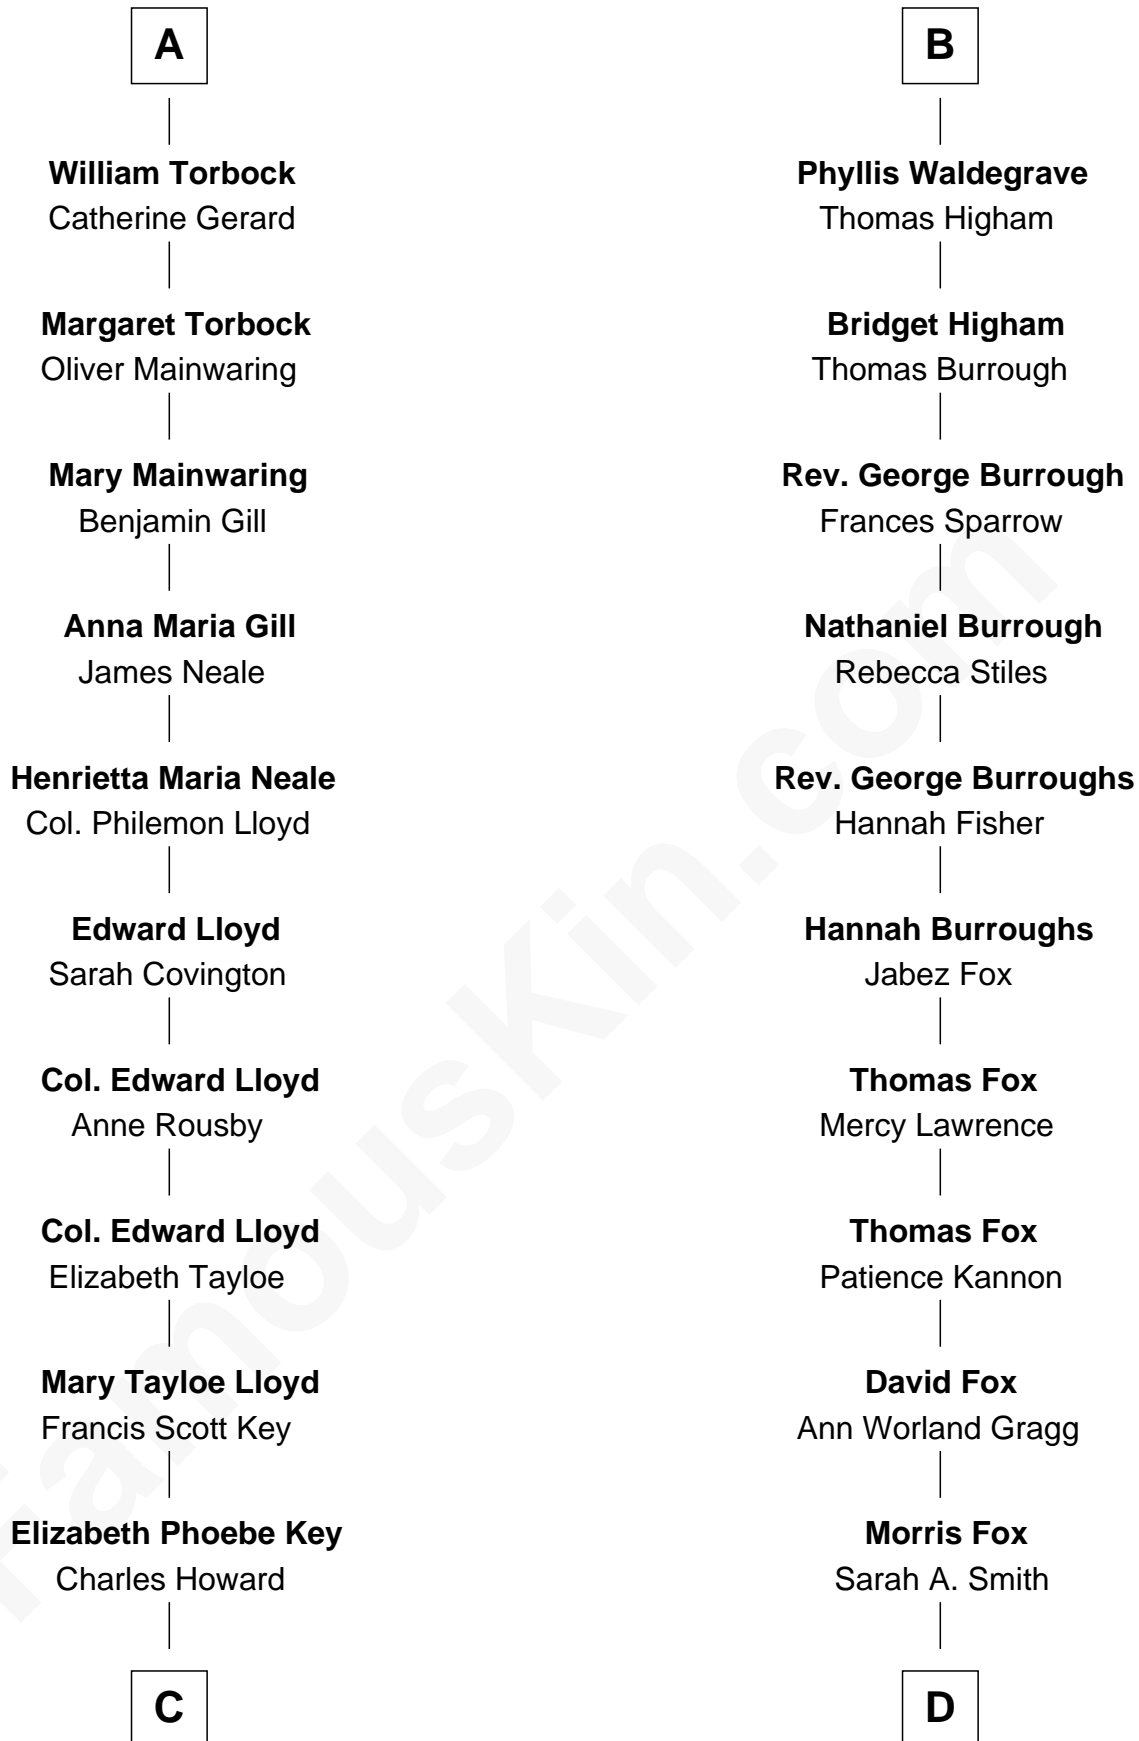 A
William Torbock
Catherine Gerard
Margaret Torbock
Oliver Mainwaring
Mary Mainwaring
Benjamin Gill
Anna Maria Gill
James Neale
Henrietta Maria Neale
Col. Philemon Lloyd
Edward Lloyd
Sarah Covington
Col. Edward Lloyd
Anne Rousby
Col. Edward Lloyd
Elizabeth Tayloe
Mary Tayloe Lloyd
Francis Scott Key
Elizabeth Phoebe Key
Charles Howard
C
B
Phyllis Waldegrave
Thomas Higham
Bridget Higham
Thomas Burrough
Rev. George Burrough
Frances Sparrow
Nathaniel Burrough
Rebecca Stiles
Rev. George Burroughs
Hannah Fisher
Hannah Burroughs
Jabez Fox
Thomas Fox
Mercy Lawrence
Thomas Fox
Patience Kannon
David Fox
Ann Worland Gragg
Morris Fox
Sarah A. Smith
D
FamousKin.com